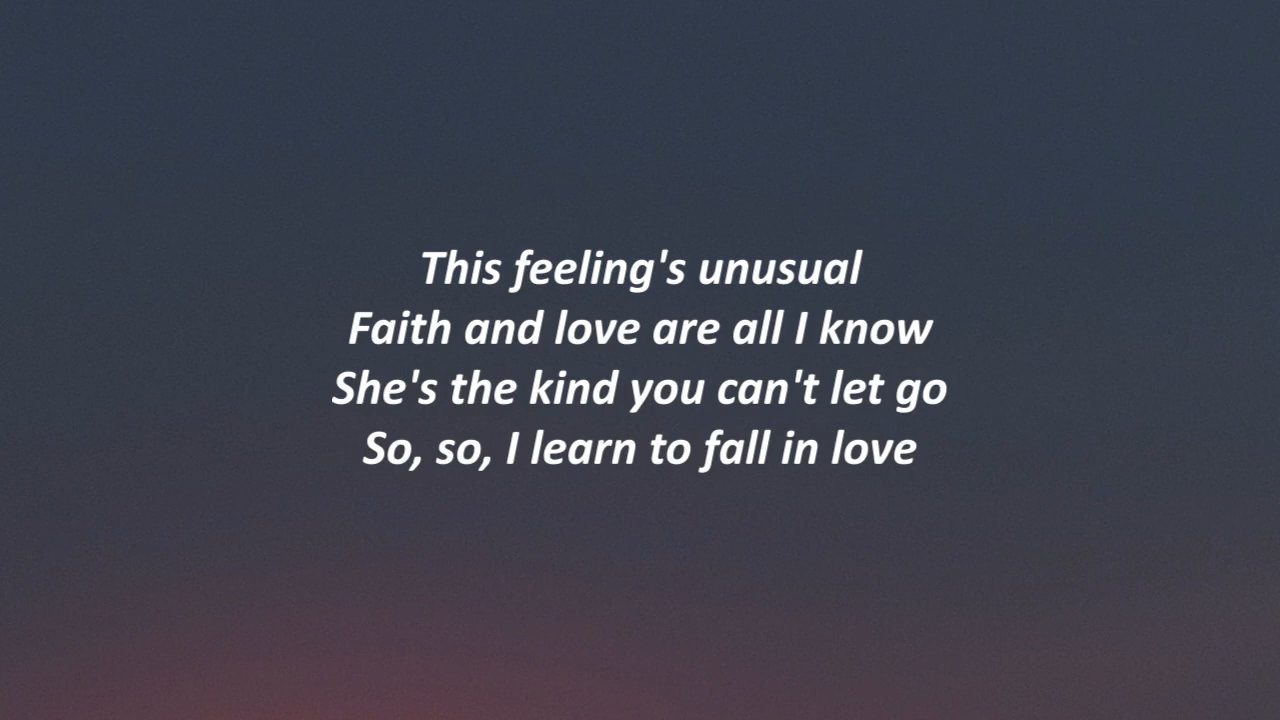 This feeling's unusual
Faith and love are all I know
She's the kind you can't let go
So, so, I learn to fall in love